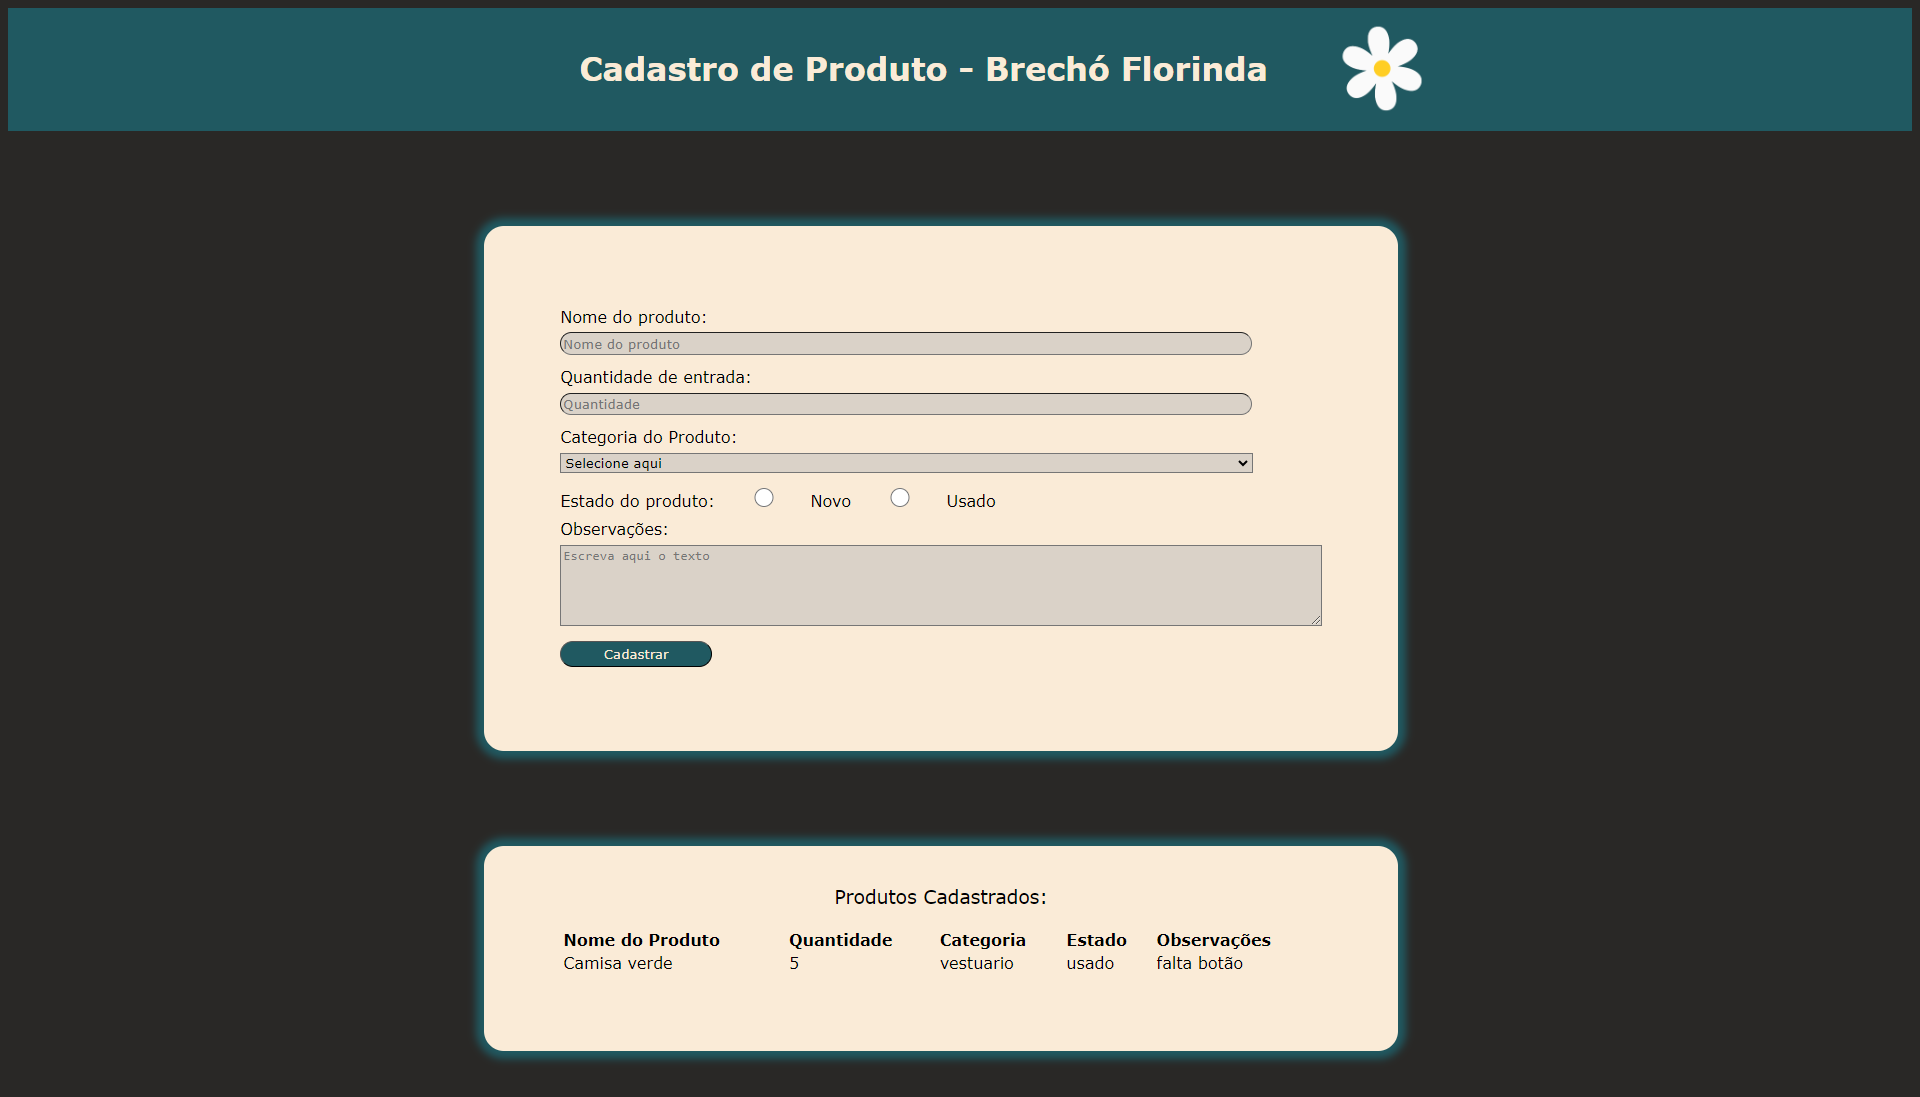 Cadastro de Produto - Brechó Florinda
Nome do produto:
Nome do produto
Quantidade de entrada:
Quantidade
Categoria do Produto:
Selecione aqui
Estado do produto: Novo Usado
Observações:
Escreva aqui o texto
Cadastrar
Produtos Cadastrados:
Nome do Produto Quantidade Categoria Estado Observações
Camisa verde 5 vestuario usado falta botão